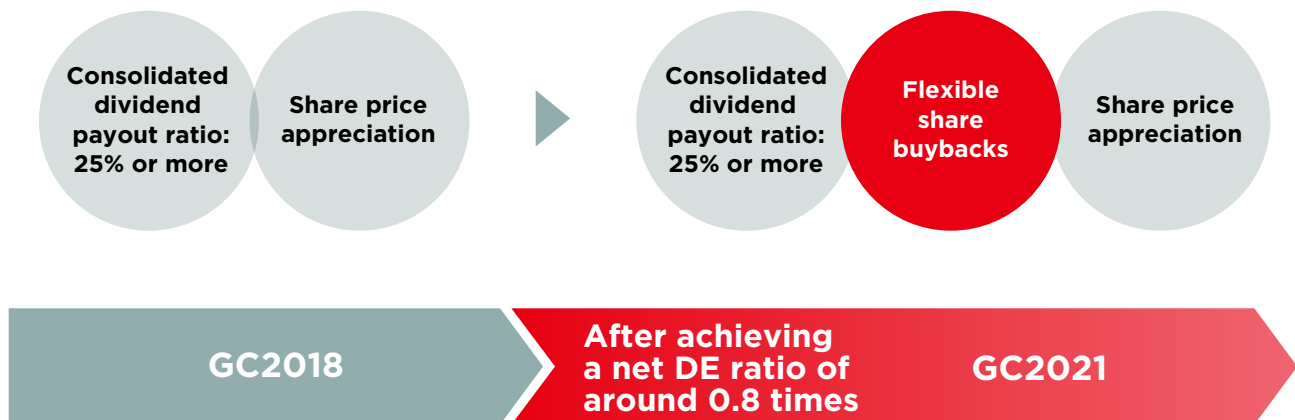 Consolidated
dividend
payout ratio:
25% or more
Share price
appreciation
Consolidated
dividend
payout ratio:
25% or more
Flexible
share
buybacks
Share price
appreciation
GC2018
After achieving
a net DE ratio of
around 0.8 times
GC2021